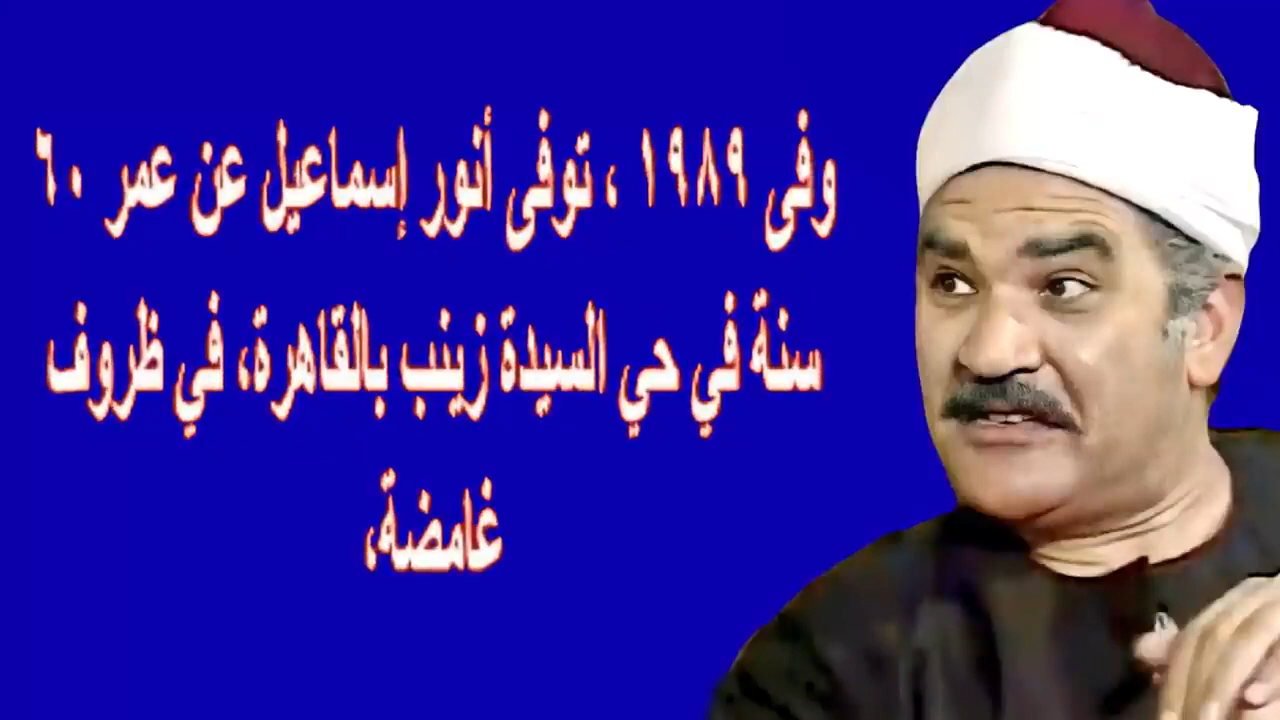 وفى ١٩٨٩ ، توفى أنور إسماعيل عن عمر ٦٠
سنة في حي السيدة زينب بالقاهرة، في ظروف
غامضة،